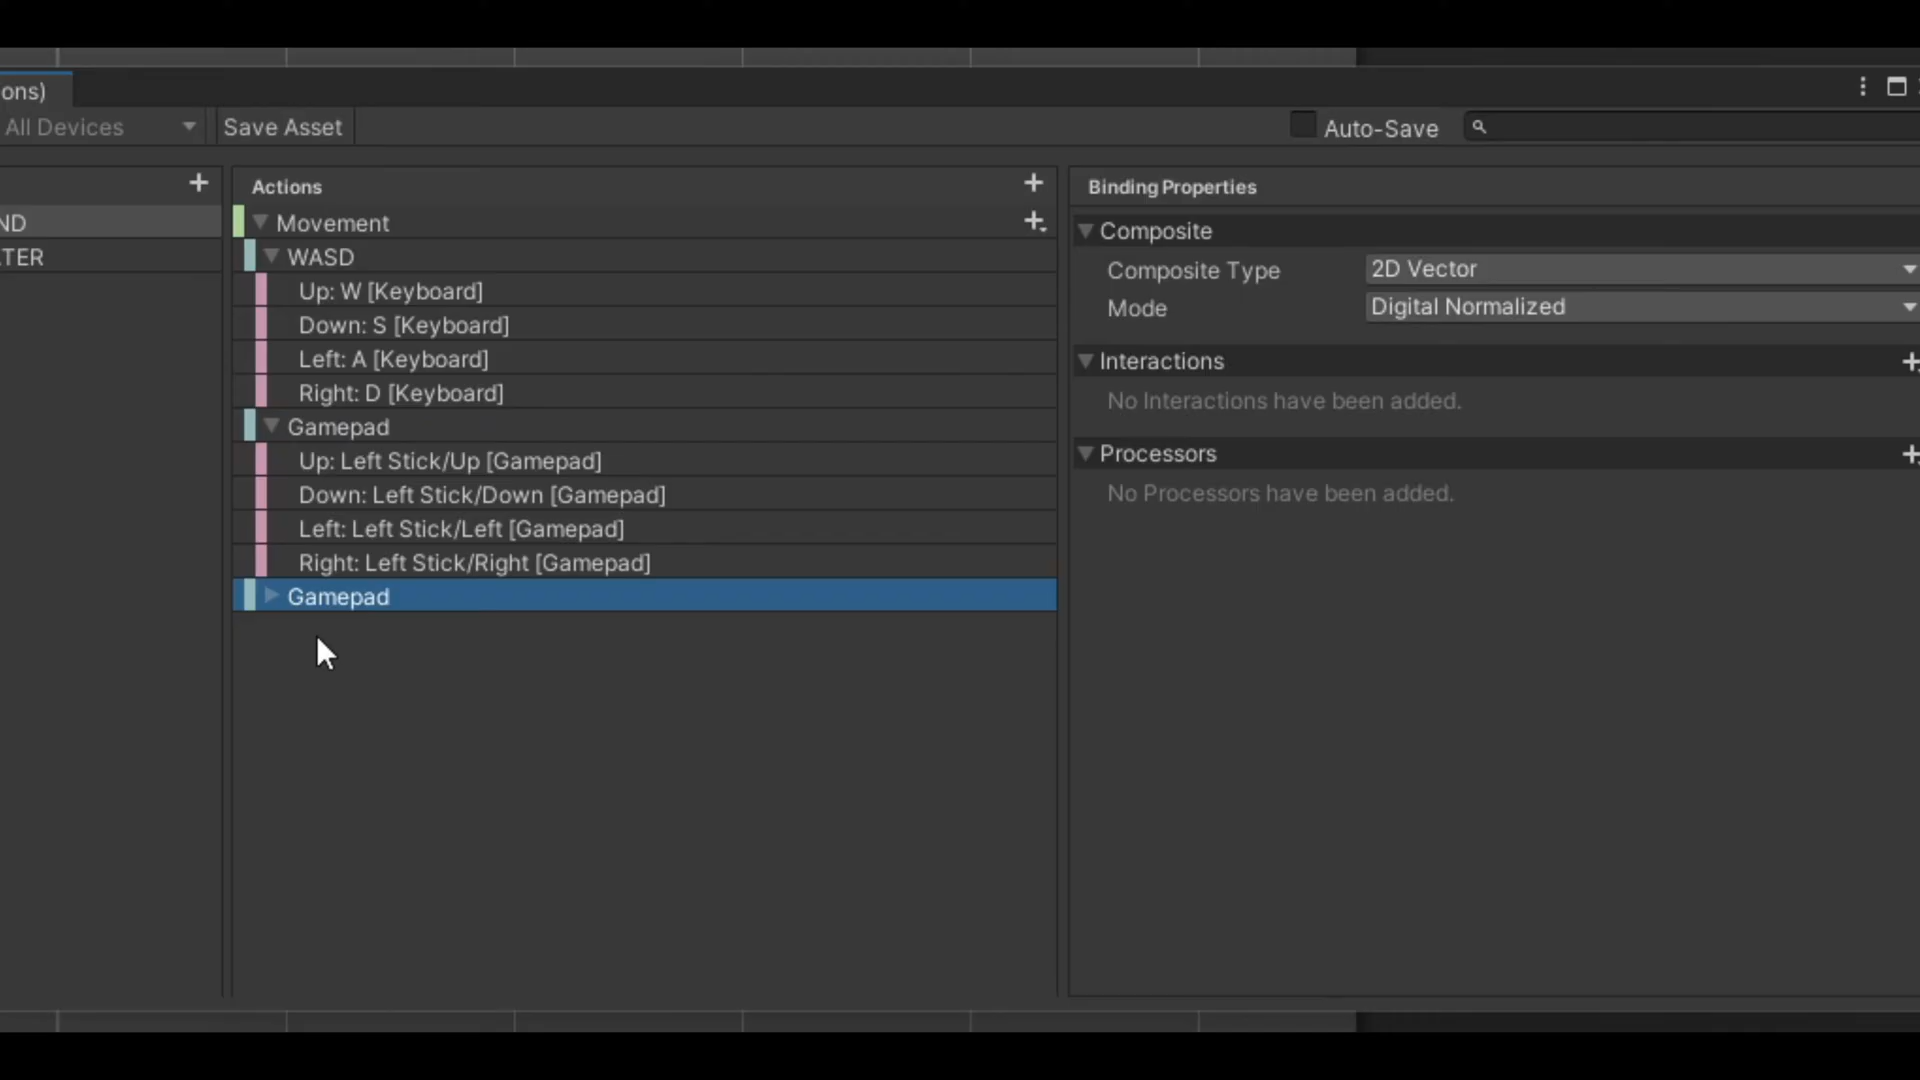 ons)
All Devices
Save Asset
Auto-Save
Actions
Binding Properties
ND
TER
Movement
WASD
Up: W [Keyboard]
Down: S [Keyboard]
Left: A [Keyboard]
Right: D [Keyboard]
Gamepad
Up: Left Stick/Up [Gamepad]
Down: Left Stick/Down [Gamepad]
Left: Left Stick/Left [Gamepad]
Right: Left Stick/Right [Gamepad]
Gamepad
Composite
Composite Type
2D Vector
Mode
Digital Normalized
Interactions
No Interactions have been added.
Processors
No Processors have been added.